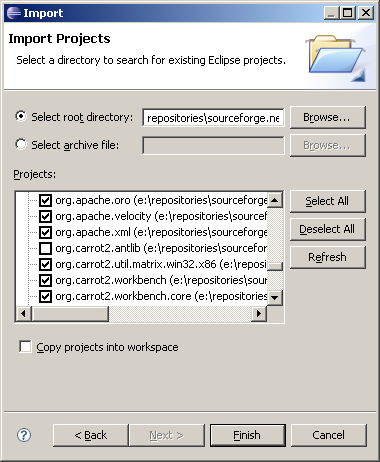 Import
Import Projects
Select a directory to search for existing Eclipse projects.
Select root directory: repositories\sourceforge.ne Browse...
Select archive file: Browse...
Projects:
org.apache.oro (e:\repositories\sourceforge
org.apache.velocity (e:\repositories\sourcef
org.apache.xml (e:\repositories\sourceforge
org.carrot2.antlib (e:\repositories\sourcefor
org.carrot2.util.matrix.win32.x86 (e:\reposi
org.carrot2.workbench (e:\repositories\sour
org.carrot2.workbench.core (e:\repositories
Select All
Deselect All
Refresh
Copy projects into workspace
? < Back Next > Finish Cancel